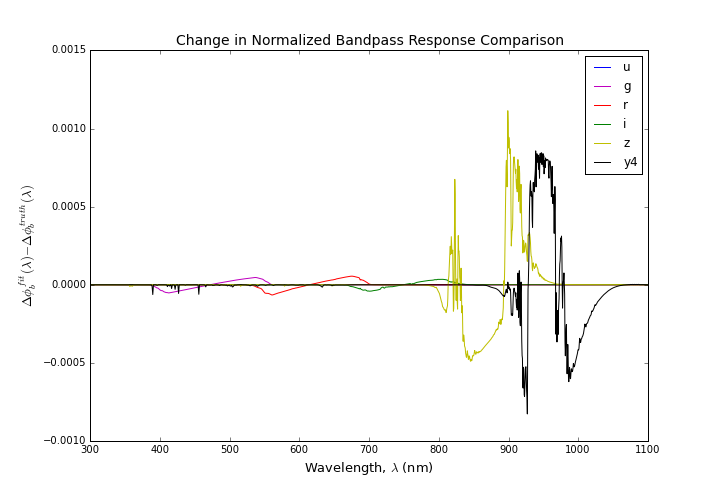 Change in Normalized Bandpass Response Comparison
0.0015
0.0010
0.0005
0.0000
−0.0005
−0.0010
Δϕ_b^{fit}(λ)−Δϕ_b^{truth}(λ)
u
g
r
i
z
y4
300 400 500 600 700 800 900 1000 1100
Wavelength, λ (nm)